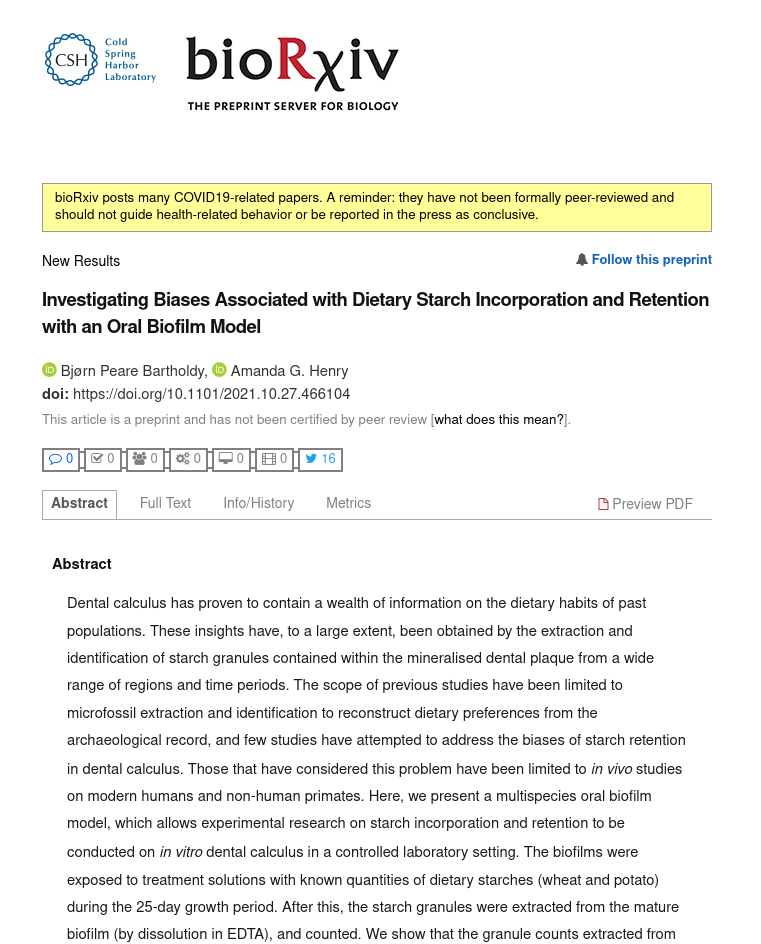 CSH
Cold
Spring
Harbor
Laboratory
bioRxiv
THE PREPRINT SERVER FOR BIOLOGY
bioRxiv posts many COVID19-related papers. A reminder: they have not been formally peer-reviewed and
should not guide health-related behavior or be reported in the press as conclusive.
New Results
Follow this preprint
Investigating Biases Associated with Dietary Starch Incorporation and Retention
with an Oral Biofilm Model
iD Bjørn Peare Bartholdy, iD Amanda G. Henry
doi: https://doi.org/10.1101/2021.10.27.466104
This article is a preprint and has not been certified by peer review [what does this mean?].
0 0 0 0 0 0 16
Abstract Full Text Info/History Metrics Preview PDF
Abstract
Dental calculus has proven to contain a wealth of information on the dietary habits of past
populations. These insights have, to a large extent, been obtained by the extraction and
identification of starch granules contained within the mineralised dental plaque from a wide
range of regions and time periods. The scope of previous studies have been limited to
microfossil extraction and identification to reconstruct dietary preferences from the
archaeological record, and few studies have attempted to address the biases of starch retention
in dental calculus. Those that have considered this problem have been limited to in vivo studies
on modern humans and non-human primates. Here, we present a multispecies oral biofilm
model, which allows experimental research on starch incorporation and retention to be
conducted on in vitro dental calculus in a controlled laboratory setting. The biofilms were
exposed to treatment solutions with known quantities of dietary starches (wheat and potato)
during the 25-day growth period. After this, the starch granules were extracted from the mature
biofilm (by dissolution in EDTA), and counted. We show that the granule counts extracted from